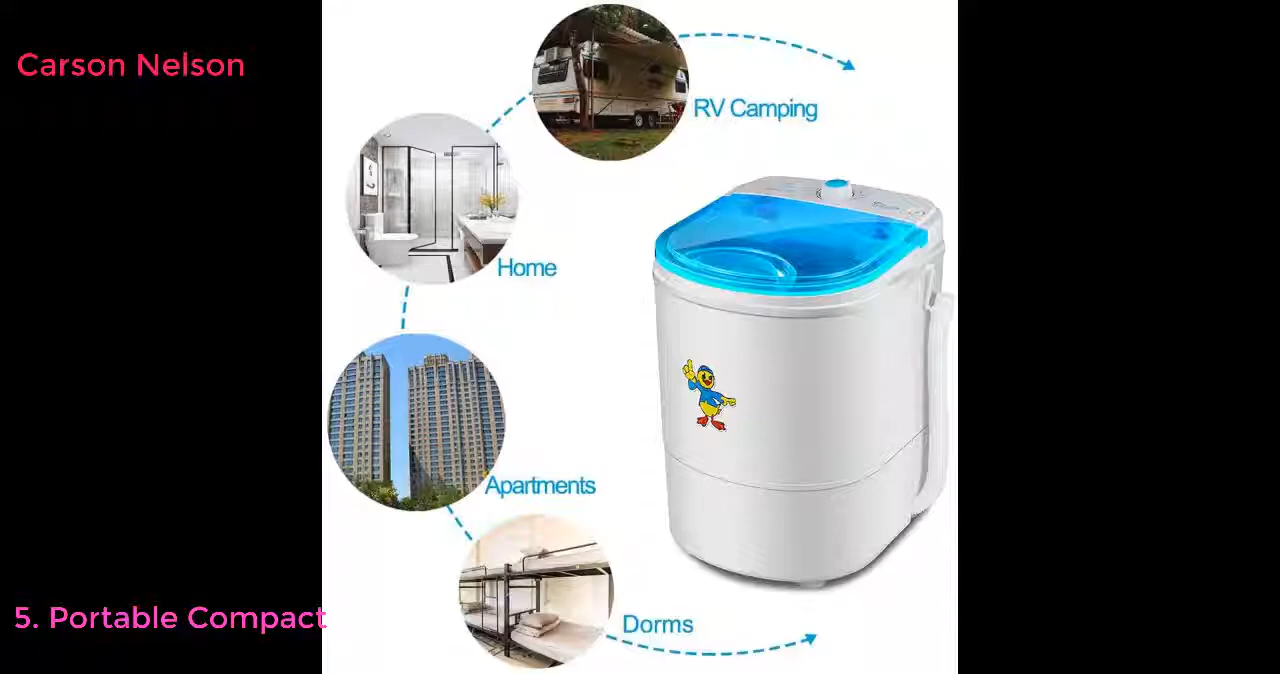 Carson Nelson
RV Camping
Home
Apartments
Dorms
5. Portable Compact